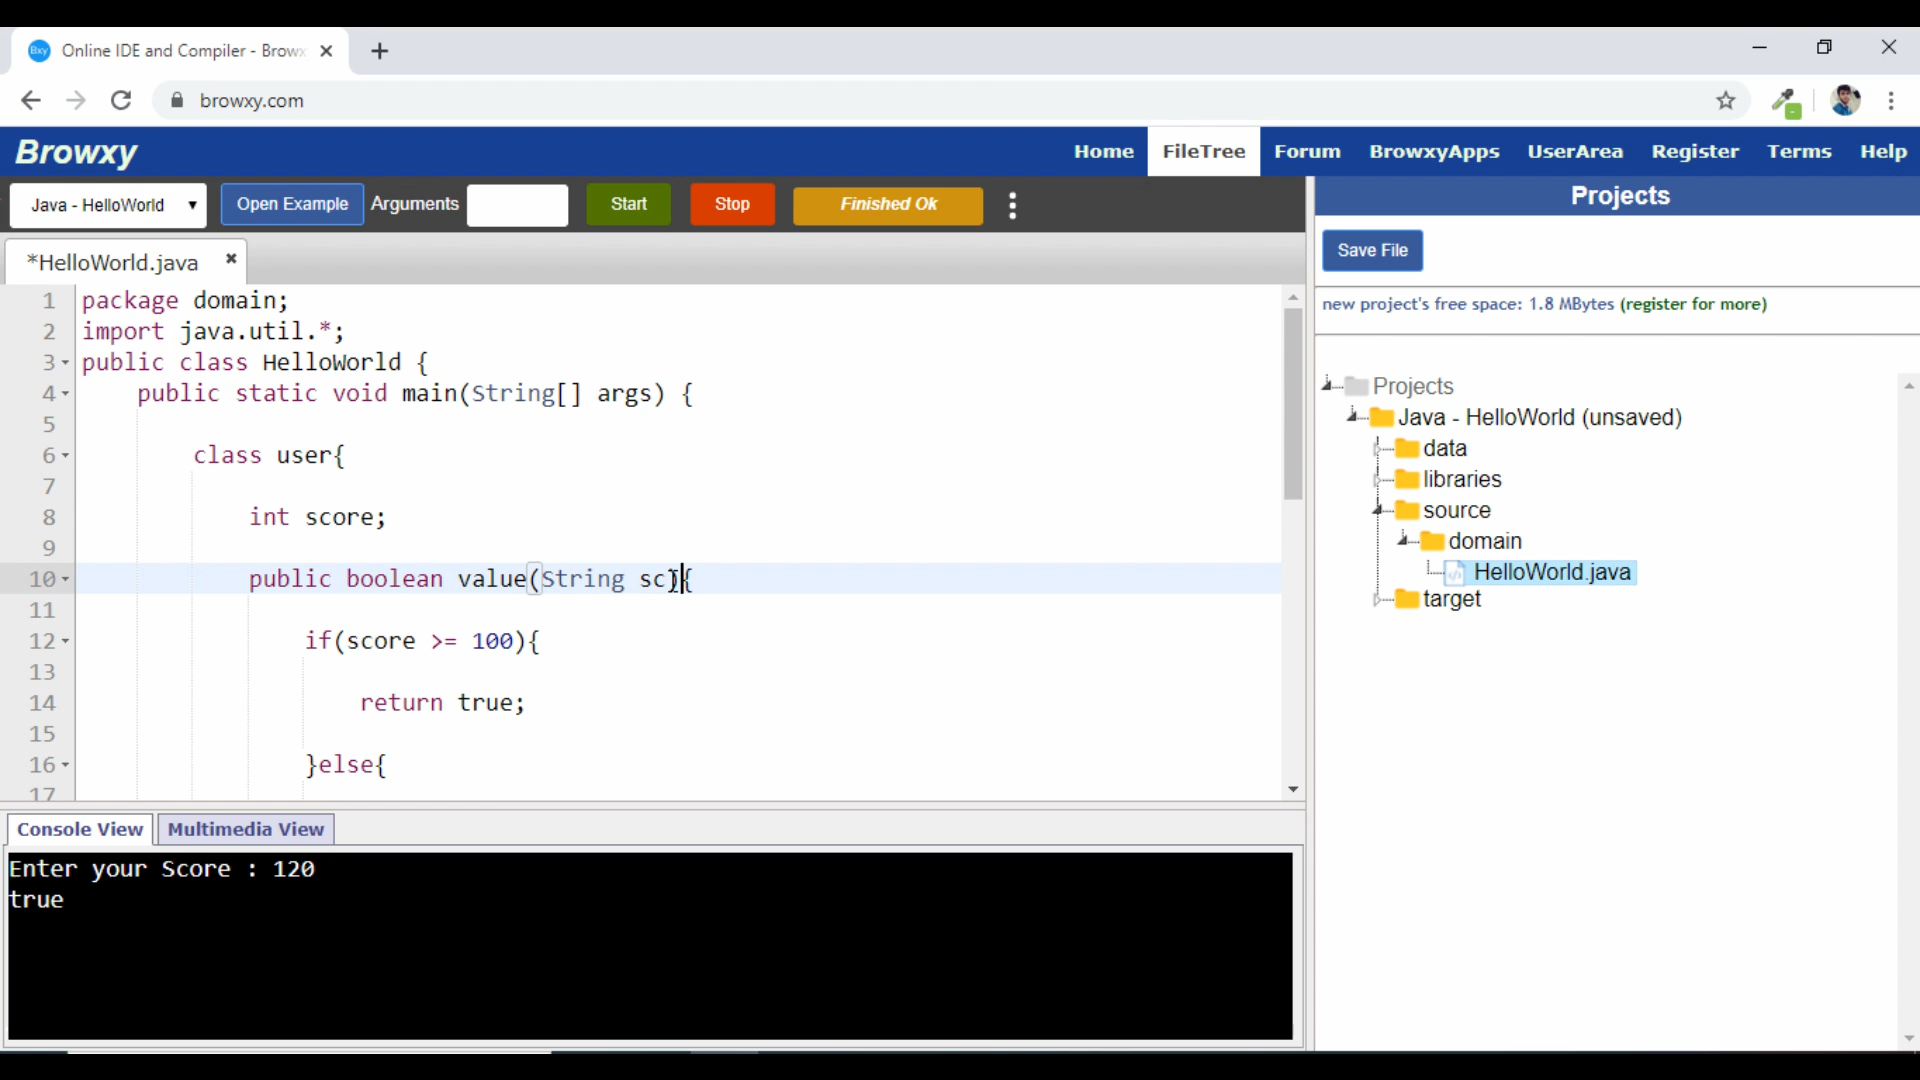 Bxy Online IDE and Compiler - Brow
browxy.com
Browxy
Home FileTree Forum BrowxyApps UserArea Register Terms Help
Java - HelloWorld Open Example Arguments Start Stop Finished Ok
Projects
*HelloWorld.java
Save File
new project's free space: 1.8 MBytes (register for more)
1 package domain;
2 import java.util.*;
3 public class HelloWorld {
4 public static void main(String[] args) {
5
6 class user{
7
8 int score;
9
10 public boolean value(String sc){
11
12 if(score >= 100){
13
14 return true;
15
16 }else{
17
Projects
Java - HelloWorld (unsaved)
data
libraries
source
domain
HelloWorld.java
target
Console View Multimedia View
Enter your Score : 120
true